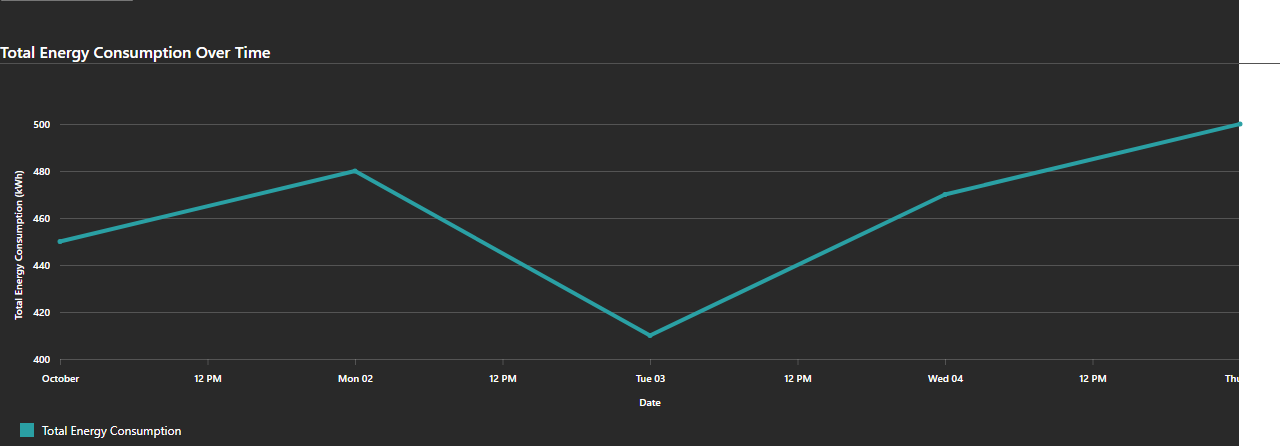 Total Energy Consumption Over Time
500
480
460
440
420
400
Total Energy Consumption (kWh)
October 12 PM Mon 02 12 PM Tue 03 12 PM Wed 04 12 PM Thu
Date
Total Energy Consumption